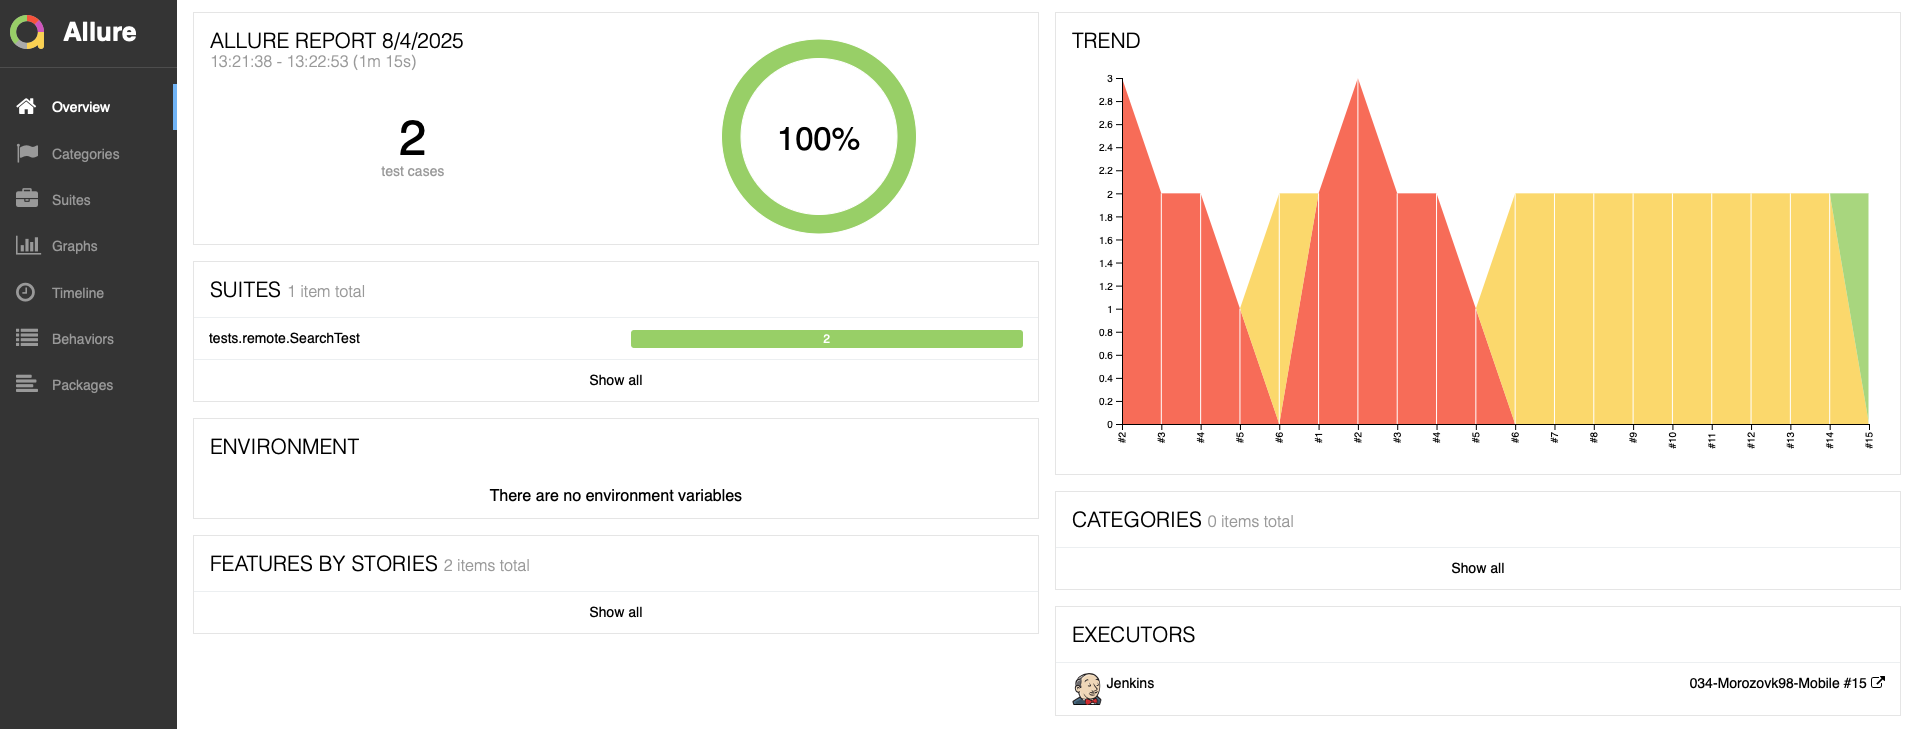 Allure
Overview
Categories
Suites
Graphs
Timeline
Behaviors
Packages
ALLURE REPORT 8/4/2025
13:21:38 - 13:22:53 (1m 15s)
2
test cases
100%
SUITES 1 item total
tests.remote.SearchTest 2
Show all
ENVIRONMENT
There are no environment variables
FEATURES BY STORIES 2 items total
Show all
TREND
3
2.8
2.6
2.4
2.2
2
1.8
1.6
1.4
1.2
1
0.8
0.6
0.4
0.2
0
#2 #3 #4 #5 #6 #1 #2 #3 #4 #5 #6 #7 #8 #9 #10 #11 #12 #13 #14 #15
CATEGORIES 0 items total
Show all
EXECUTORS
Jenkins 034-Morozovk98-Mobile #15